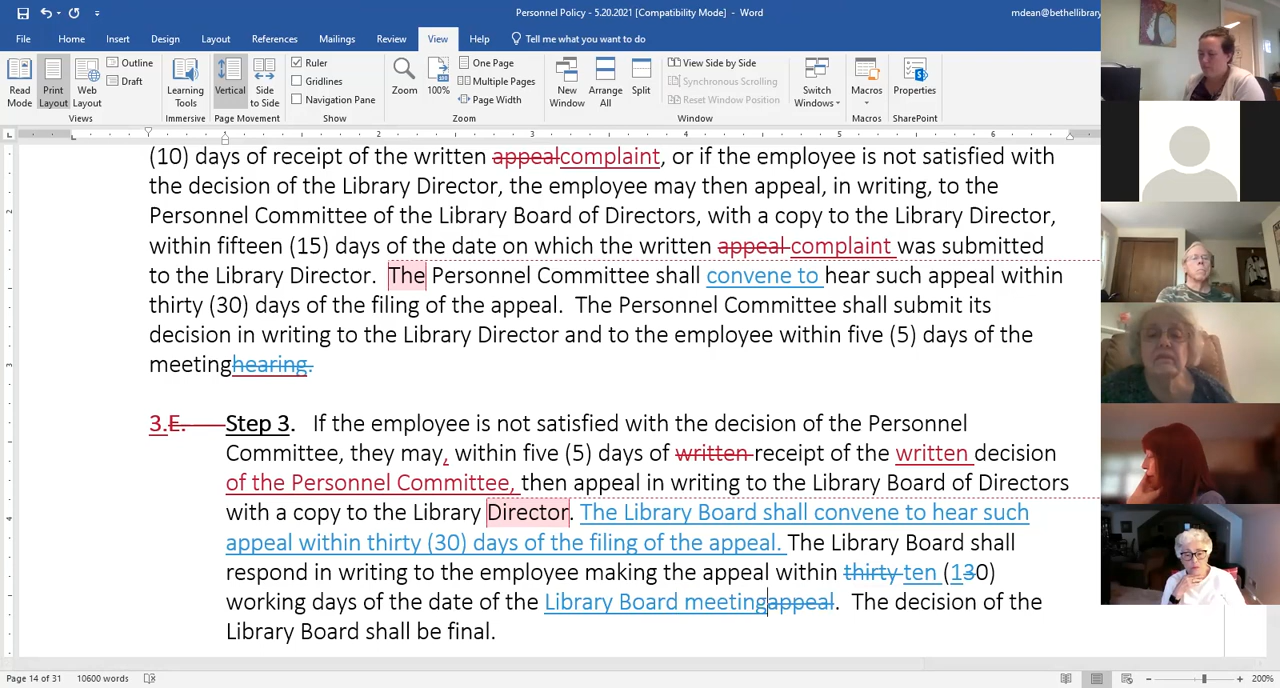 Personnel Policy - 5.20.2021 [Compatibility Mode] - Word
mdean@bethellibrary
File Home Insert Design Layout References Mailings Review View Help Tell me what you want to do
Read Mode
Print Layout
Web Layout
Outline
Draft
Views
Learning Tools
Immersive
Vertical
Side to Side
Page Movement
Ruler
Gridlines
Navigation Pane
Show
Zoom
100%
One Page
Multiple Pages
Page Width
Zoom
New Window
Arrange All
Split
View Side by Side
Synchronous Scrolling
Reset Window Position
Window
Switch Windows
Macros
Macros
Properties
SharePoint
2 3 4 5 6
(10) days of receipt of the written appealcomplaint, or if the employee is not satisfied with
the decision of the Library Director, the employee may then appeal, in writing, to the
Personnel Committee of the Library Board of Directors, with a copy to the Library Director,
within fifteen (15) days of the date on which the written appeal complaint was submitted
to the Library Director. The Personnel Committee shall convene to hear such appeal within
thirty (30) days of the filing of the appeal. The Personnel Committee shall submit its
decision in writing to the Library Director and to the employee within five (5) days of the
meetinghearing.
3.E. Step 3. If the employee is not satisfied with the decision of the Personnel
Committee, they may, within five (5) days of written receipt of the written decision
of the Personnel Committee, then appeal in writing to the Library Board of Directors
with a copy to the Library Director. The Library Board shall convene to hear such
appeal within thirty (30) days of the filing of the appeal. The Library Board shall
respond in writing to the employee making the appeal within thirty ten (130)
working days of the date of the Library Board meetingappeal. The decision of the
Library Board shall be final.
2
3
4
Page 14 of 31 10600 words
200%